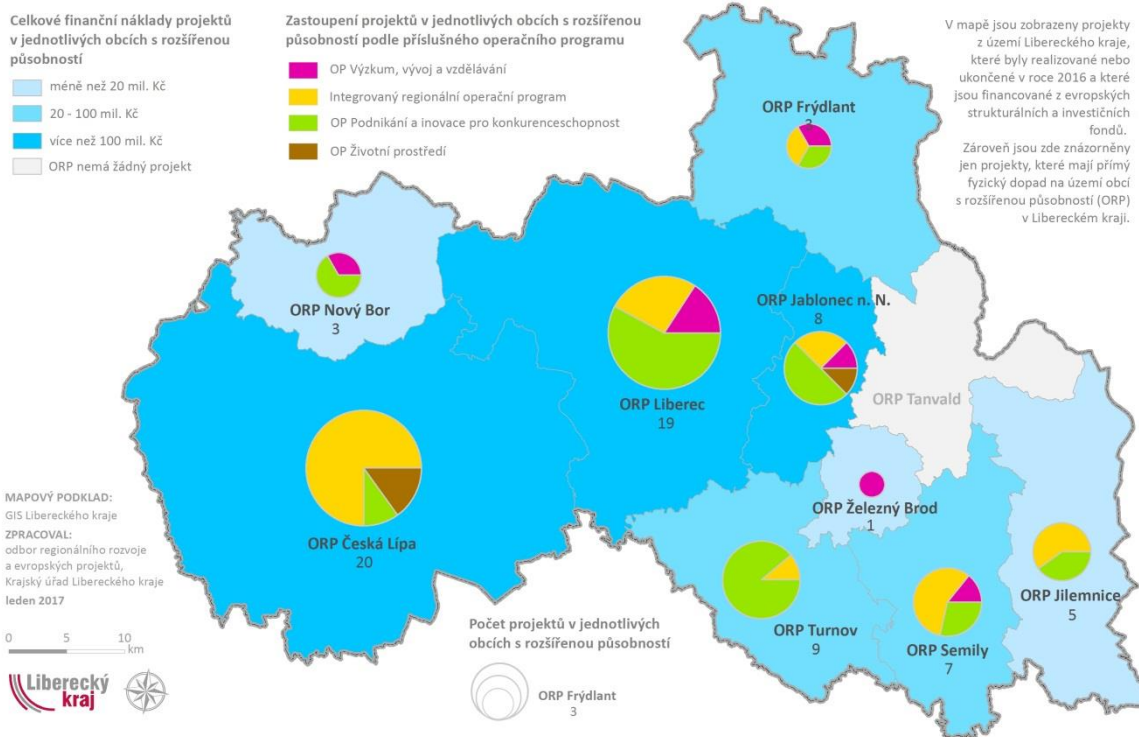 Celkové finanční náklady projektů
v jednotlivých obcích s rozšířenou
působností
méně než 20 mil. Kč
20 - 100 mil. Kč
více než 100 mil. Kč
ORP nemá žádný projekt
Zastoupení projektů v jednotlivých obcích s rozšířenou
působností podle příslušného operačního programu
OP Výzkum, vývoj a vzdělávání
Integrovaný regionální operační program
OP Podnikání a inovace pro konkurenceschopnost
OP Životní prostředí
V mapě jsou zobrazeny projekty
z území Libereckého kraje,
které byly realizované nebo
ukončené v roce 2016 a které
jsou financované z evropských
strukturálních a investičních
fondů.
Zároveň jsou zde znázorněny
jen projekty, které mají přímý
fyzický dopad na území obcí
s rozšířenou působností (ORP)
v Libereckém kraji.
ORP Frýdlant
3
ORP Nový Bor
3
ORP Jablonec n. N.
8
ORP Liberec
19
ORP Tanvald
ORP Česká Lípa
20
ORP Železný Brod
1
ORP Turnov
9
ORP Semily
7
ORP Jilemnice
5
MAPOVÝ PODKLAD:
GIS Libereckého kraje
ZPRACOVAL:
odbor regionálního rozvoje
a evropských projektů,
Krajský úřad Libereckého kraje
leden 2017
0 5 10
km
Liberecký
kraj
Počet projektů v jednotlivých
obcích s rozšířenou působností
ORP Frýdlant
3